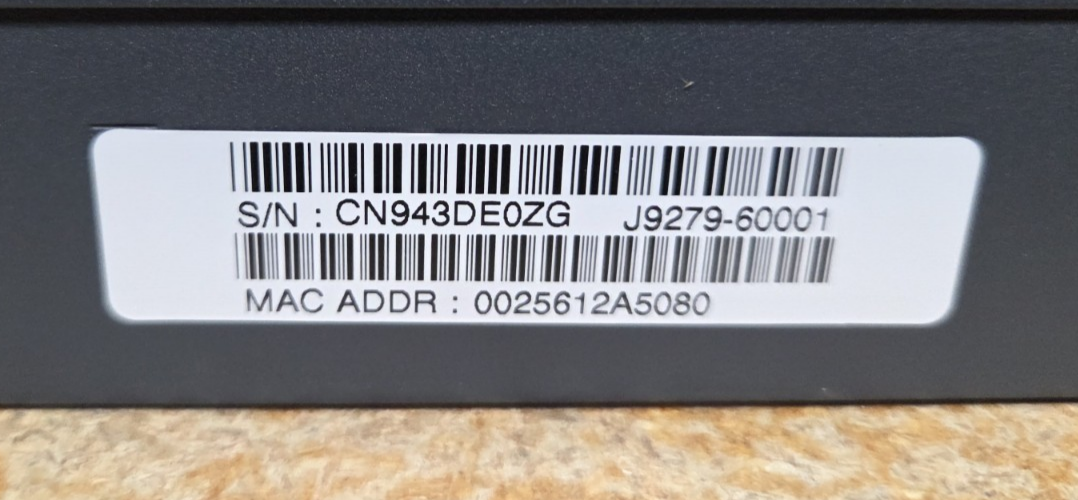 S/N : CN943DE0ZG J9279-60001
MAC ADDR : 0025612A5080